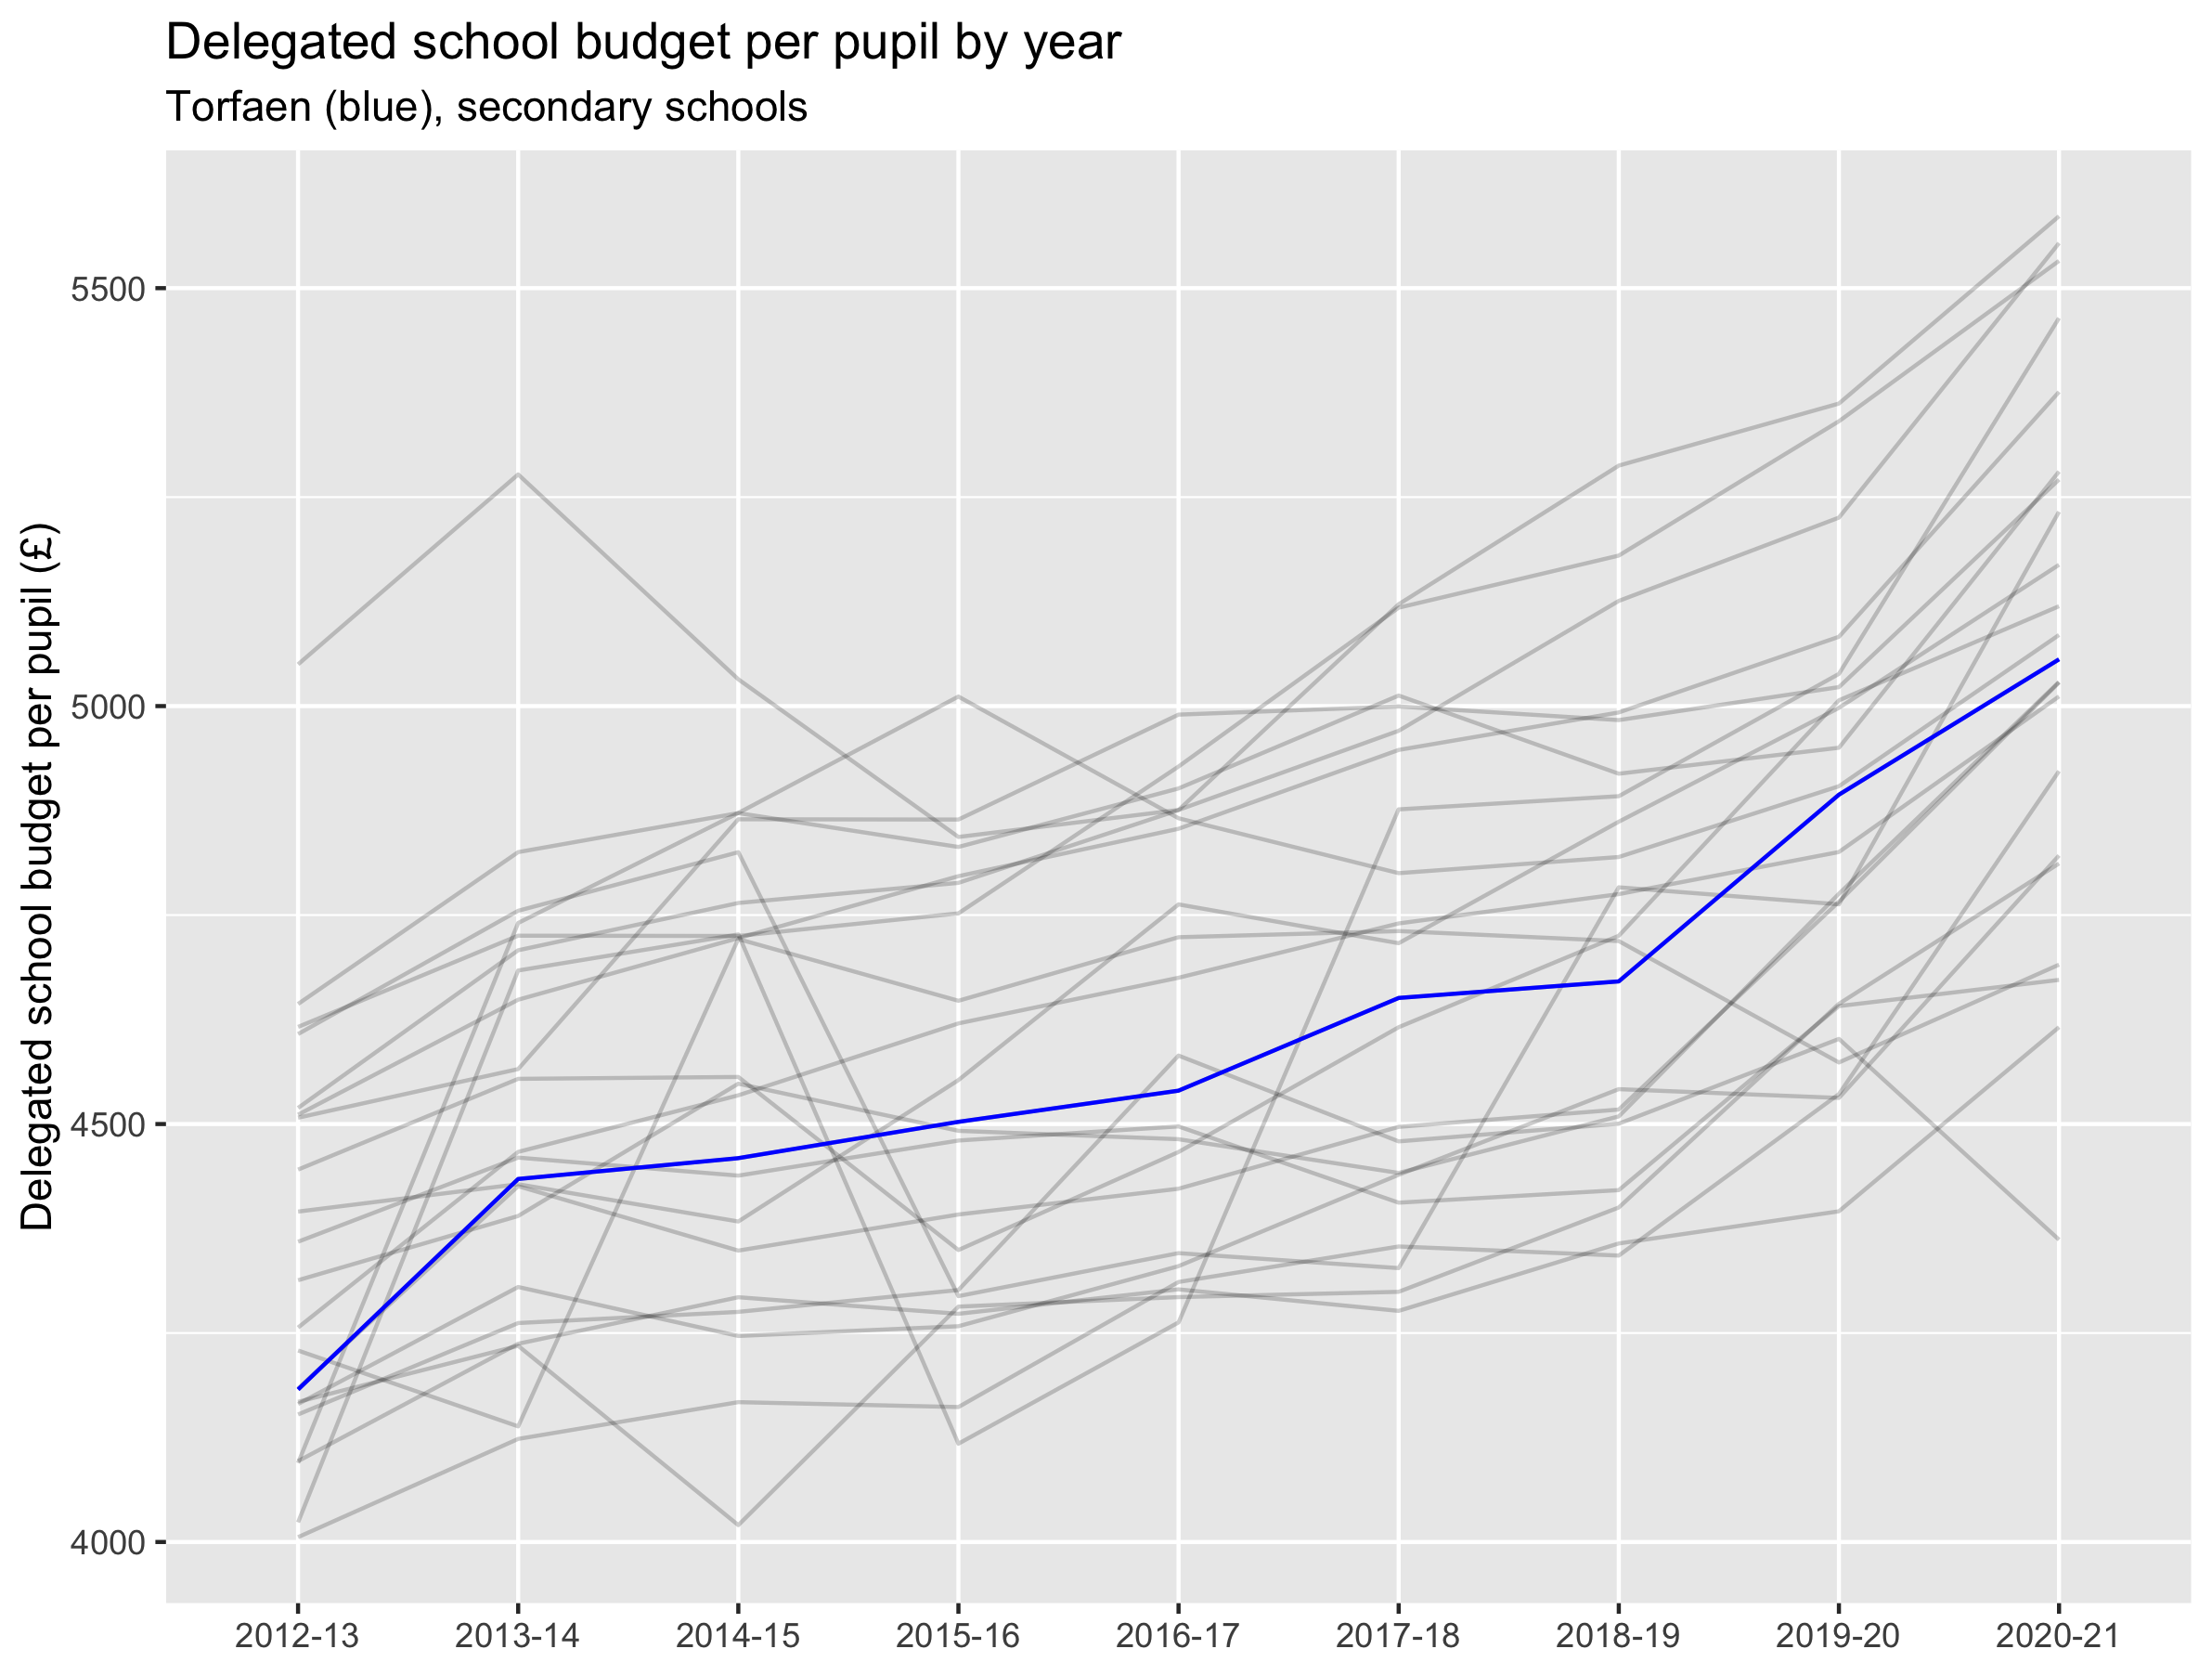 Delegated school budget per pupil by year
Torfaen (blue), secondary schools
Delegated school budget per pupil (£)
5500
5000
4500
4000
2012-13 2013-14 2014-15 2015-16 2016-17 2017-18 2018-19 2019-20 2020-21